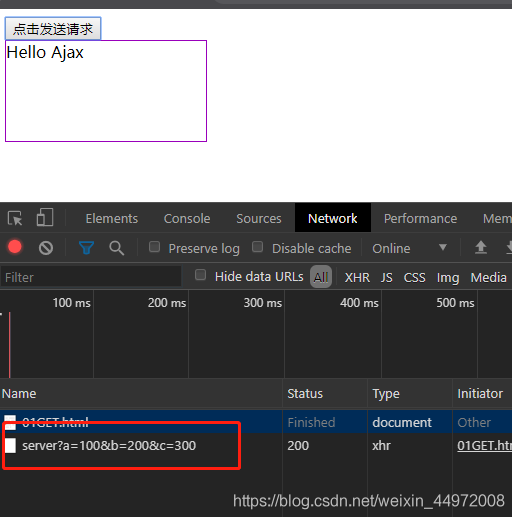 点击发送请求
Hello Ajax
Elements Console Sources Network Performance Mem
Preserve log Disable cache Online
Filter Hide data URLs All XHR JS CSS Img Media
100 ms 200 ms 300 ms 400 ms 500 ms
Name Status Type Initiator
01GET.html Finished document Other
server?a=100&b=200&c=300 200 xhr 01GET.htm
https://blog.csdn.net/weixin_44972008